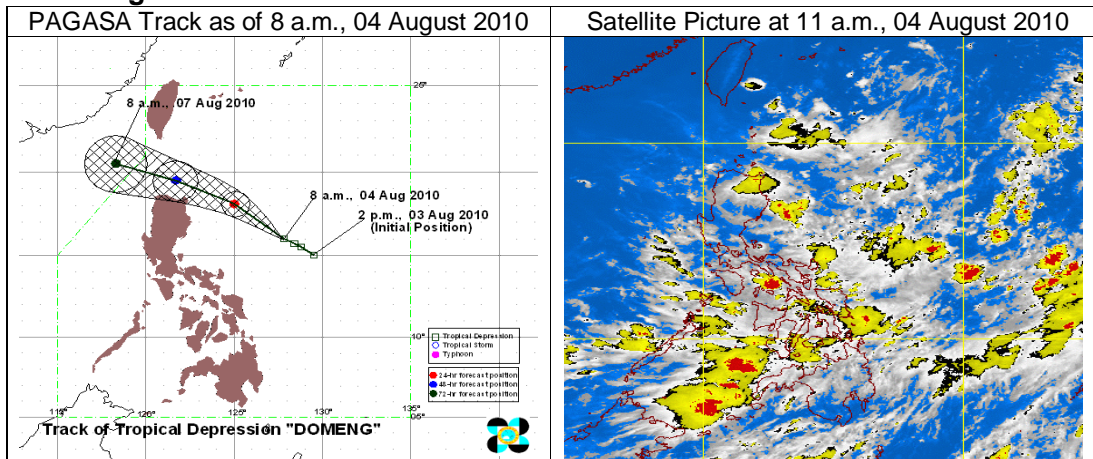 PAGASA Track as of 8 a.m., 04 August 2010
Satellite Picture at 11 a.m., 04 August 2010
25°
8 a.m., 07 Aug 2010
8 a.m., 04 Aug 2010
2 p.m., 03 Aug 2010
(Initial Position)
10°
Tropical Depression
Tropical Storm
Typhoon
24-hr forecast position
48-hr forecast position
72-hr forecast position
125°
130°
135°
05°
Track of Tropical Depression "DOMENG"